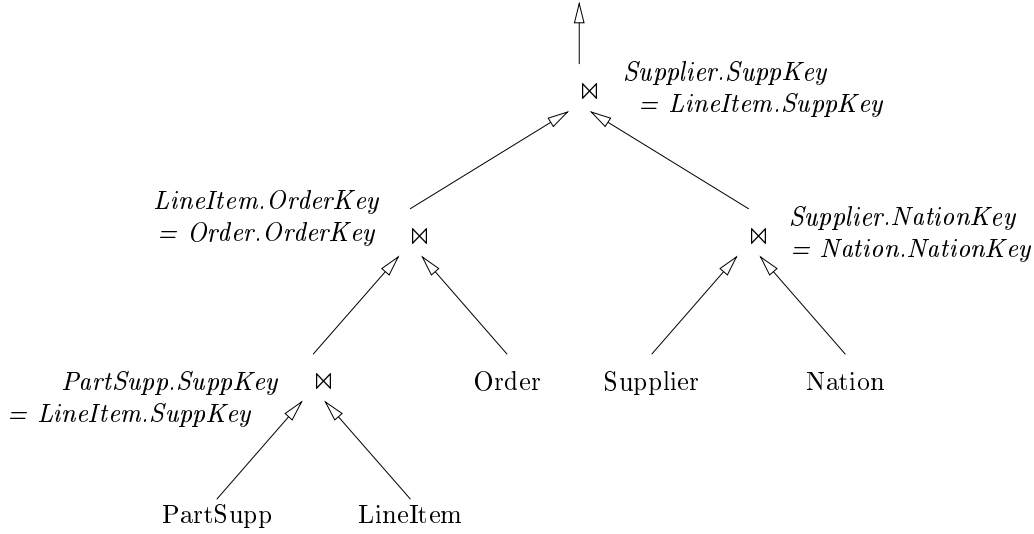 Supplier.SuppKey
⋈
= LineItem.SuppKey
LineItem.OrderKey
= Order.OrderKey
⋈
Supplier.NationKey
⋈
= Nation.NationKey
PartSupp.SuppKey
⋈
= LineItem.SuppKey
Order
Supplier
Nation
PartSupp
LineItem